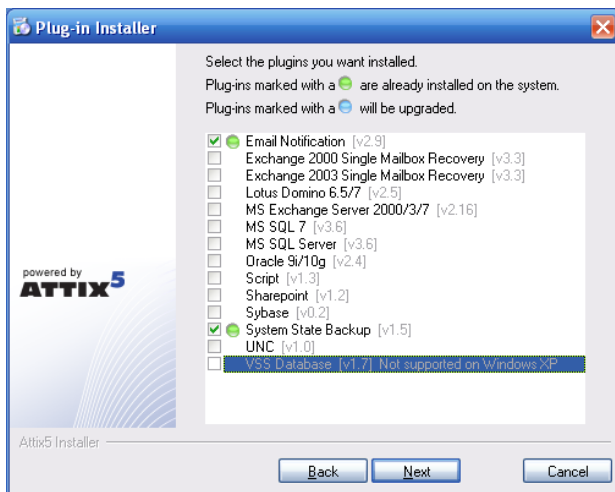 Plug-in Installer
Select the plugins you want installed.
Plug-ins marked with a are already installed on the system.
Plug-ins marked with a will be upgraded.
Email Notification [v2.9]
Exchange 2000 Single Mailbox Recovery [v3.3]
Exchange 2003 Single Mailbox Recovery [v3.3]
Lotus Domino 6.5/7 [v2.5]
MS Exchange Server 2000/3/7 [v2.16]
MS SQL 7 [v3.6]
MS SQL Server [v3.6]
Oracle 9i/10g [v2.4]
Script [v1.3]
Sharepoint [v1.2]
Sybase [v0.2]
System State Backup [v1.5]
UNC [v1.0]
VSS Database [v1.7] Not supported on Windows XP
powered by
ATTIX5
Attix5 Installer
Back
Next
Cancel